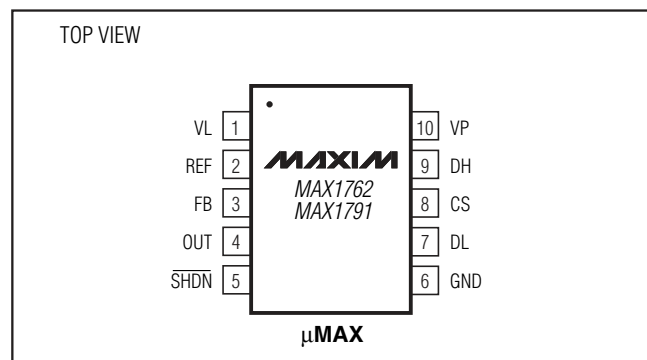 TOP VIEW
VL 1
REF 2
FB 3
OUT 4
SHDN 5
MAXIM
MAX1762
MAX1791
10 VP
9 DH
8 CS
7 DL
6 GND
μMAX